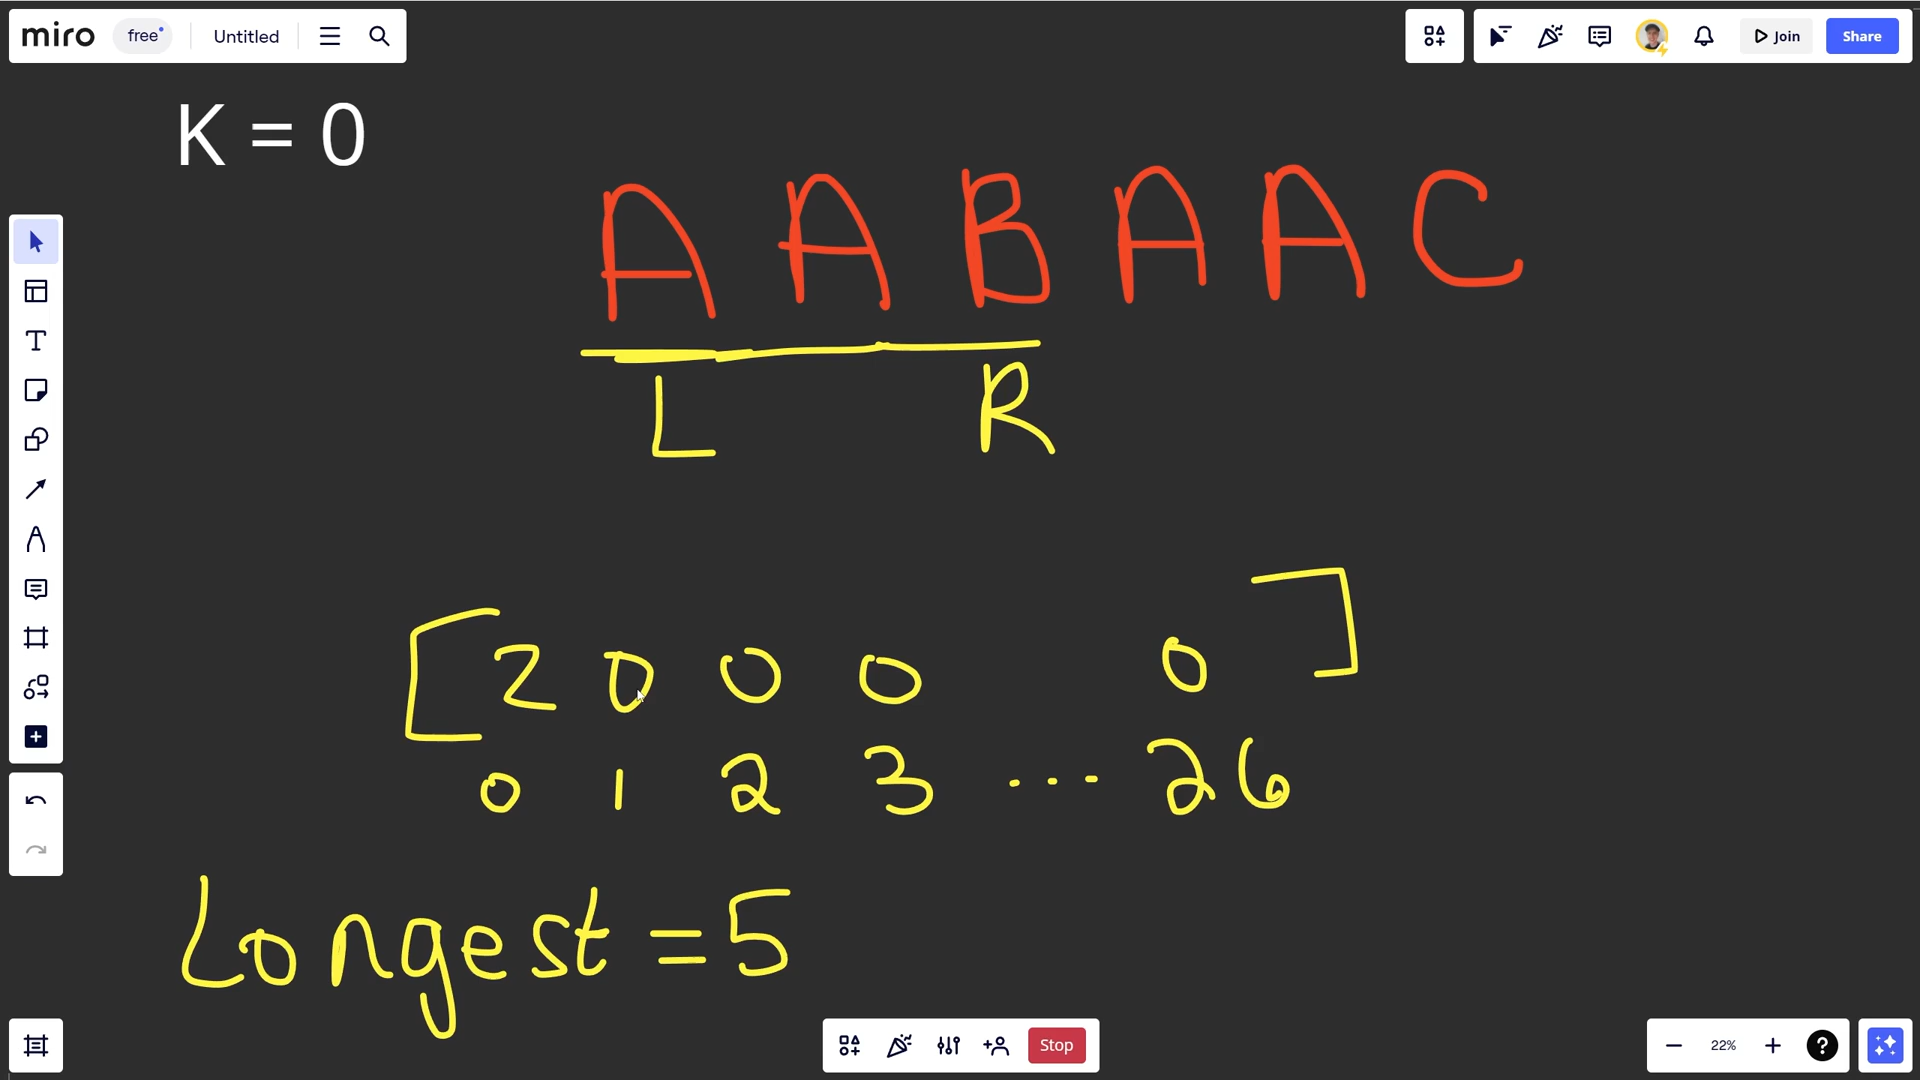 miro free Untitled Join Share
K = 0
A A B A A C
L R
[ 2 0 0 0 0 ]
0 1 2 3 ... 26
Longest = 5
Stop 22% ?